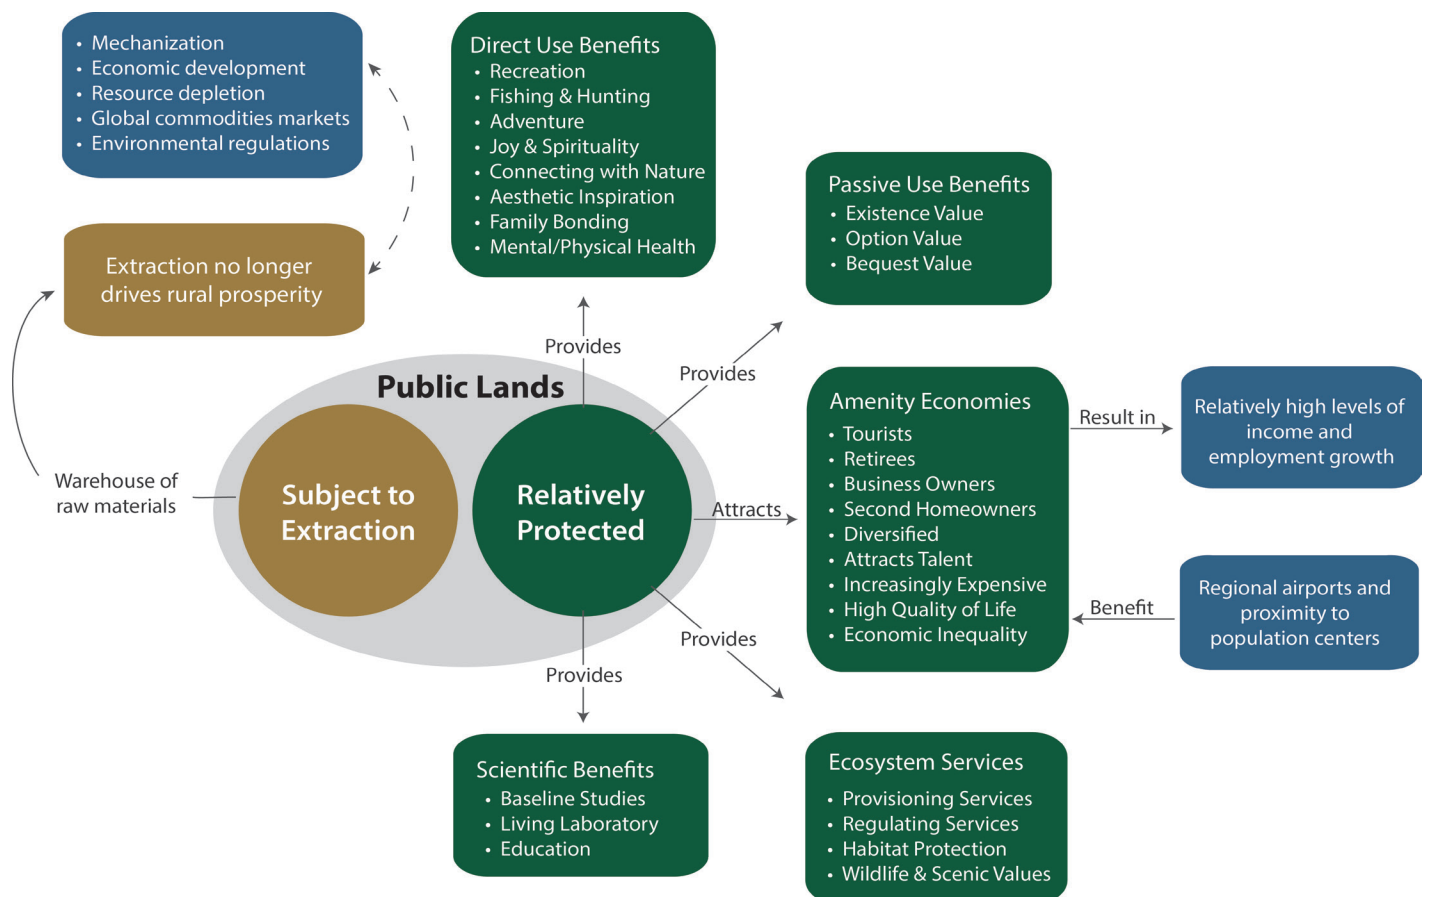 • Mechanization
• Economic development
• Resource depletion
• Global commodities markets
• Environmental regulations
Extraction no longer
drives rural prosperity
Warehouse of
raw materials
Public Lands
Subject to
Extraction
Relatively
Protected
Provides
Direct Use Benefits
• Recreation
• Fishing & Hunting
• Adventure
• Joy & Spirituality
• Connecting with Nature
• Aesthetic Inspiration
• Family Bonding
• Mental/Physical Health
Provides
Passive Use Benefits
• Existence Value
• Option Value
• Bequest Value
Attracts
Amenity Economies
• Tourists
• Retirees
• Business Owners
• Second Homeowners
• Diversified
• Attracts Talent
• Increasingly Expensive
• High Quality of Life
• Economic Inequality
Result in
Relatively high levels of
income and
employment growth
Benefit
Regional airports and
proximity to
population centers
Provides
Ecosystem Services
• Provisioning Services
• Regulating Services
• Habitat Protection
• Wildlife & Scenic Values
Provides
Scientific Benefits
• Baseline Studies
• Living Laboratory
• Education